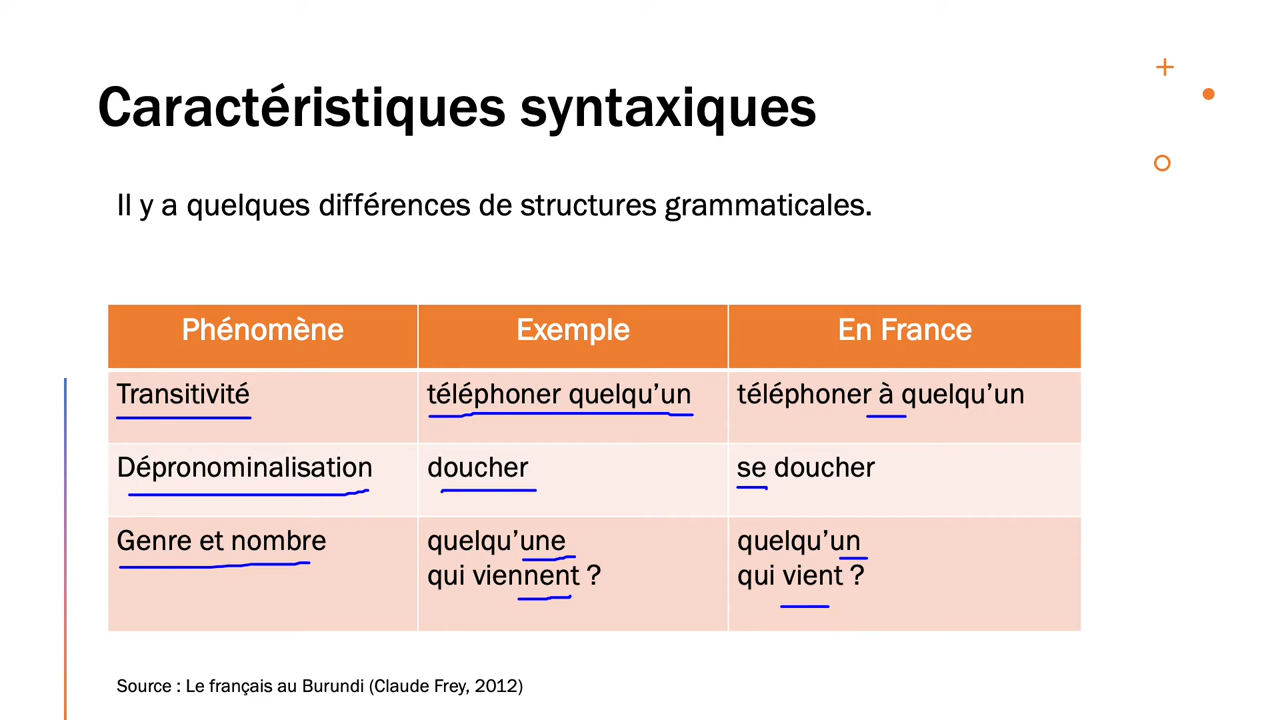 Caractéristiques syntaxiques
Il y a quelques différences de structures grammaticales.
Phénomène Exemple En France
Transitivité téléphoner quelqu’un téléphoner à quelqu’un
Dépronominalisation doucher se doucher
Genre et nombre quelqu’une quelqu’un
qui viennent ? qui vient ?
Source : Le français au Burundi (Claude Frey, 2012)